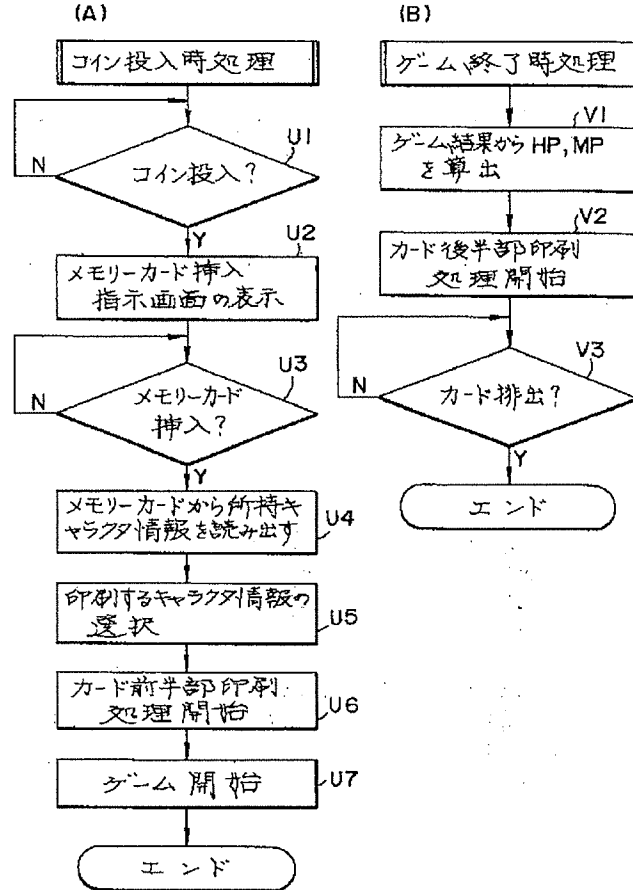 (A)
コイン投入時処理
U1
コイン投入?
N
Y
U2
メモリーカード挿入
指示画面の表示
U3
メモリーカード
挿入?
N
Y
メモリーカードから所持キ
ャラクタ情報を読み出す
U4
印刷するキャラクタ情報の
選択
U5
カード前半部印刷
処理開始
U6
ゲーム開始
U7
エンド
(B)
ゲーム終了時処理
V1
ゲーム結果からHP,MP
を算出
V2
カード後半部印刷
処理開始
V3
カード排出?
N
Y
エンド